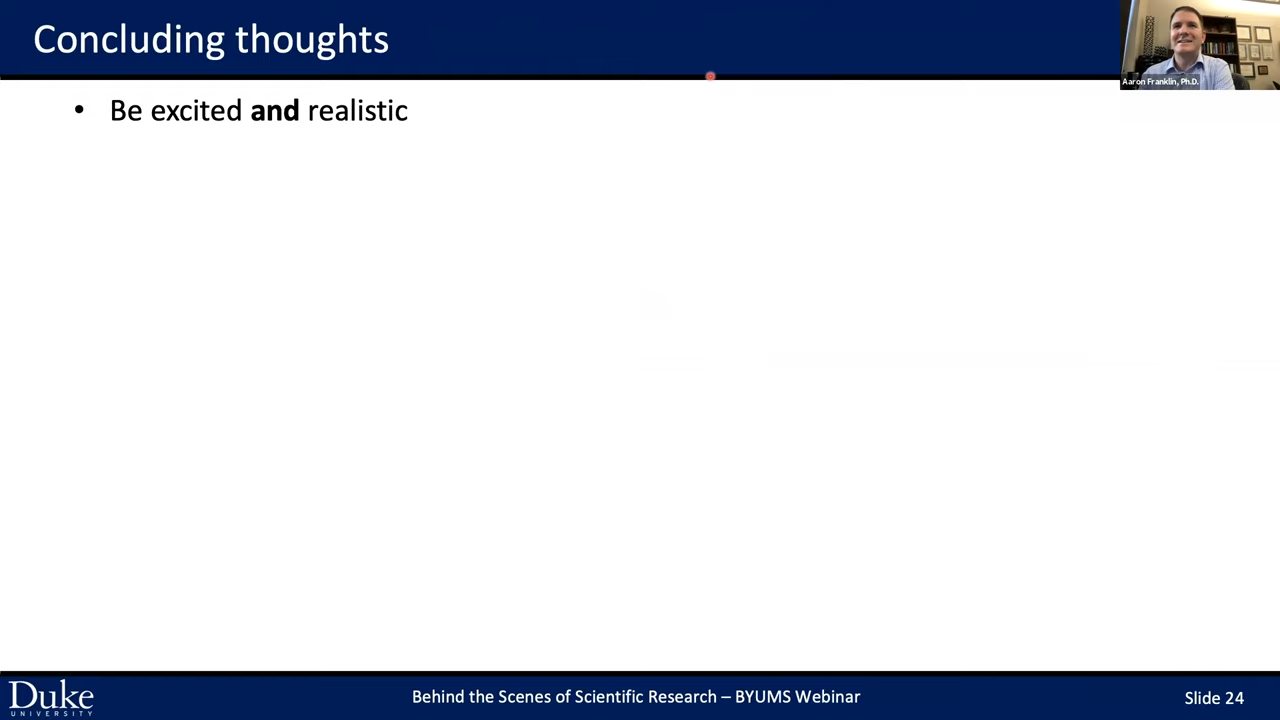 Concluding thoughts
Aaron Franklin, Ph.D.
• Be excited and realistic
Duke
UNIVERSITY
Behind the Scenes of Scientific Research – BYUMS Webinar
Slide 24